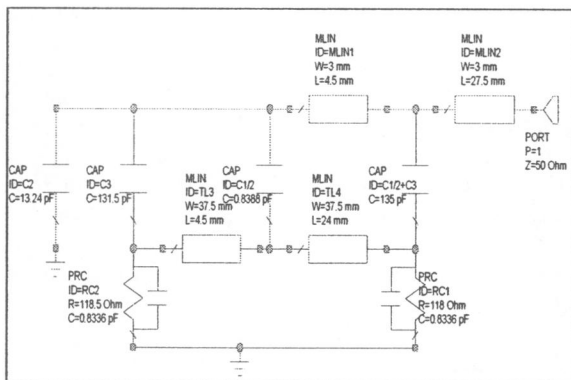 MLIN
ID=MLIN1
W=3 mm
L=4.5 mm
MLIN
ID=MLIN2
W=3 mm
L=27.5 mm
PORT
P=1
Z=50 Ohm
CAP
ID=C2
C=13.24 pF
CAP
ID=C3
C=131.5 pF
MLIN
ID=TL3
W=37.5 mm
L=4.5 mm
CAP
ID=C1/2
C=0.8388 pF
MLIN
ID=TL4
W=37.5 mm
L=24 mm
CAP
ID=C1/2+C3
C=135 pF
PRC
ID=RC2
R=118.5 Ohm
C=0.8336 pF
PRC
ID=RC1
R=118 Ohm
C=0.8336 pF